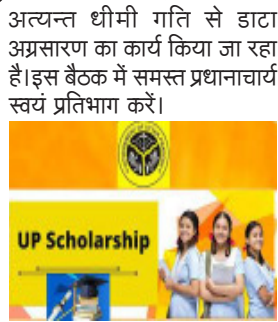 अत्यन्त धीमी गति से डाटा
अग्रसारण का कार्य किया जा रहा
है।इस बैठक में समस्त प्रधानाचार्य
स्वयं प्रतिभाग करें।
UP Scholarship